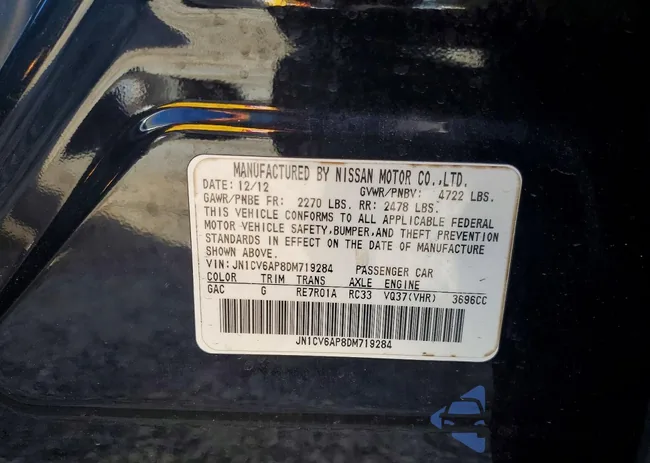 MANUFACTURED BY NISSAN MOTOR CO.,LTD.
DATE: 12/12 GVWR/PNBV: 4722 LBS.
GAWR/PNBE FR: 2270 LBS. RR: 2478 LBS.
THIS VEHICLE CONFORMS TO ALL APPLICABLE FEDERAL
MOTOR VEHICLE SAFETY,BUMPER,AND THEFT PREVENTION
STANDARDS IN EFFECT ON THE DATE OF MANUFACTURE
SHOWN ABOVE.
VIN: JN1CV6AP8DM719284 PASSENGER CAR
COLOR TRIM TRANS AXLE ENGINE
GAC G RE7R01A RC33 VQ37(VHR) 3696CC
JN1CV6AP8DM719284